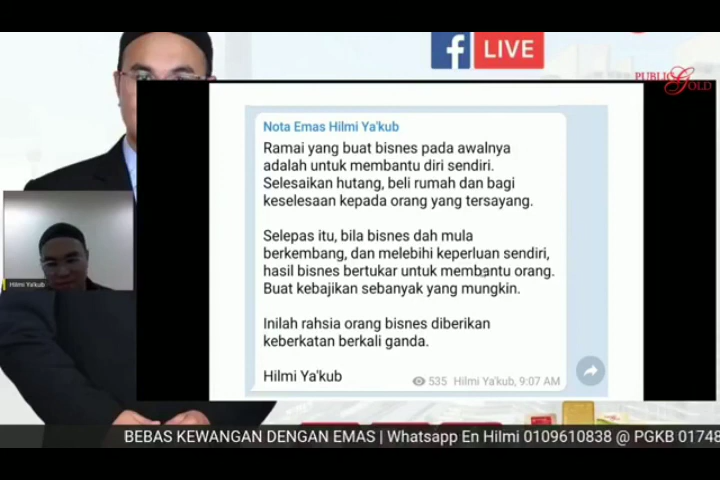 f LIVE
PUBLIC GOLD
Nota Emas Hilmi Ya'kub
Ramai yang buat bisnes pada awalnya
adalah untuk membantu diri sendiri.
Selesaikan hutang, beli rumah dan bagi
keselesaan kepada orang yang tersayang.
Selepas itu, bila bisnes dah mula
berkembang, dan melebihi keperluan sendiri,
hasil bisnes bertukar untuk membantu orang.
Buat kebajikan sebanyak yang mungkin.
Inilah rahsia orang bisnes diberikan
keberkatan berkali ganda.
Hilmi Ya'kub
535 Hilmi Ya'kub, 9:07 AM
Hilmi Ya'kub
BEBAS KEWANGAN DENGAN EMAS | Whatsapp En Hilmi 0109610838 @ PGKB 01748